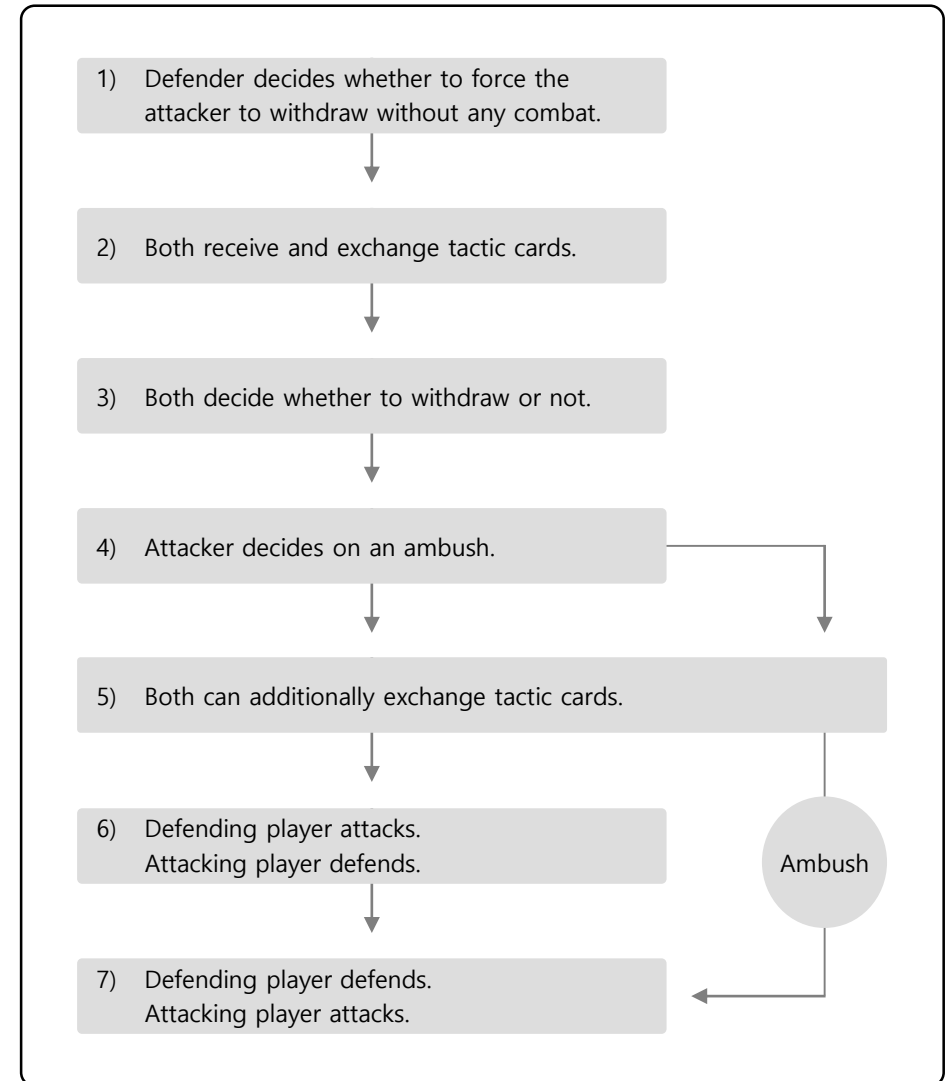 1) Defender decides whether to force the
attacker to withdraw without any combat.
2) Both receive and exchange tactic cards.
3) Both decide whether to withdraw or not.
4) Attacker decides on an ambush.
5) Both can additionally exchange tactic cards.
6) Defending player attacks.
Attacking player defends.
Ambush
7) Defending player defends.
Attacking player attacks.